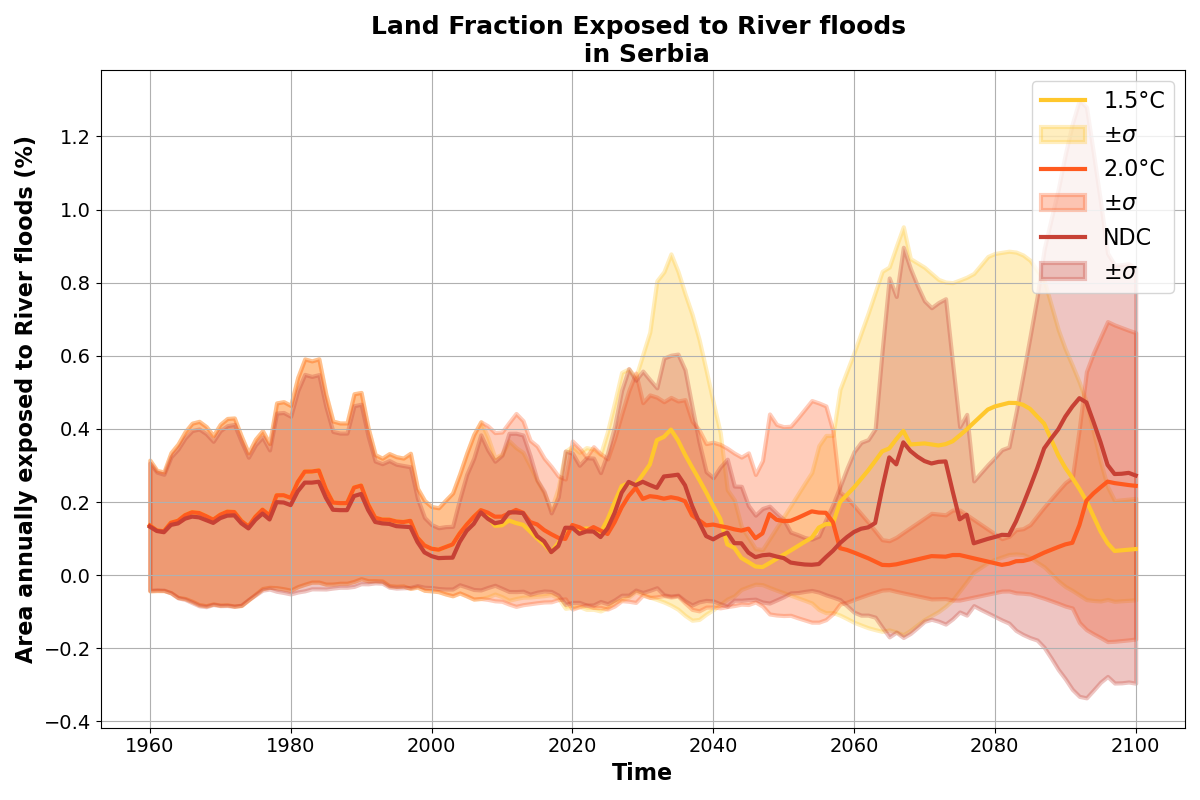 Land Fraction Exposed to River floods
in Serbia
Area annually exposed to River floods (%)
1.2
1.0
0.8
0.6
0.4
0.2
0.0
−0.2
−0.4
1960
1980
2000
2020
2040
2060
2080
2100
Time
1.5°C
±σ
2.0°C
±σ
NDC
±σ